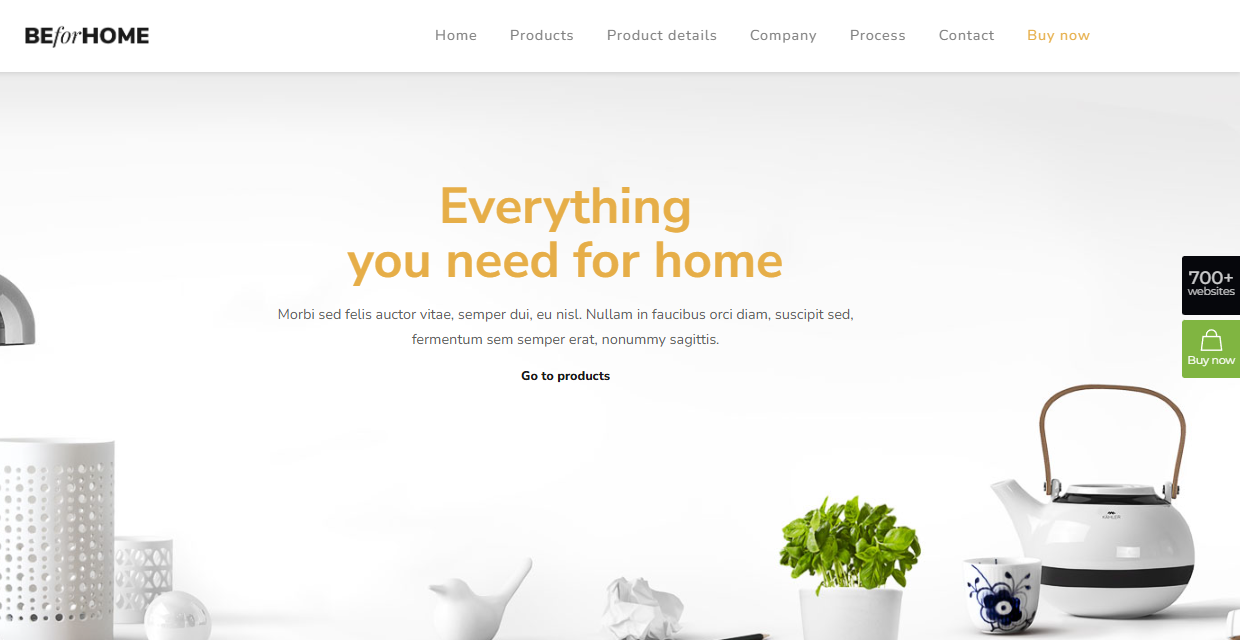 BEforHOME
Home Products Product details Company Process Contact Buy now
Everything
you need for home
Morbi sed felis auctor vitae, semper dui, eu nisl. Nullam in faucibus orci diam, suscipit sed,
fermentum sem semper erat, nonummy sagittis.
Go to products
700+
websites
Buy now